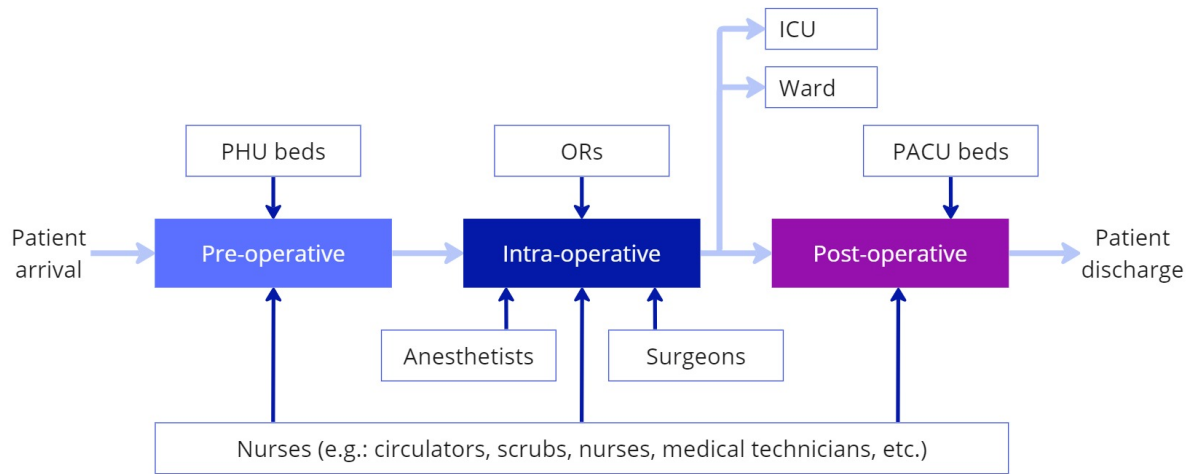 ICU
Ward
PHU beds
ORs
PACU beds
Patient
arrival
Pre-operative
Intra-operative
Post-operative
Patient
discharge
Anesthetists
Surgeons
Nurses (e.g.: circulators, scrubs, nurses, medical technicians, etc.)